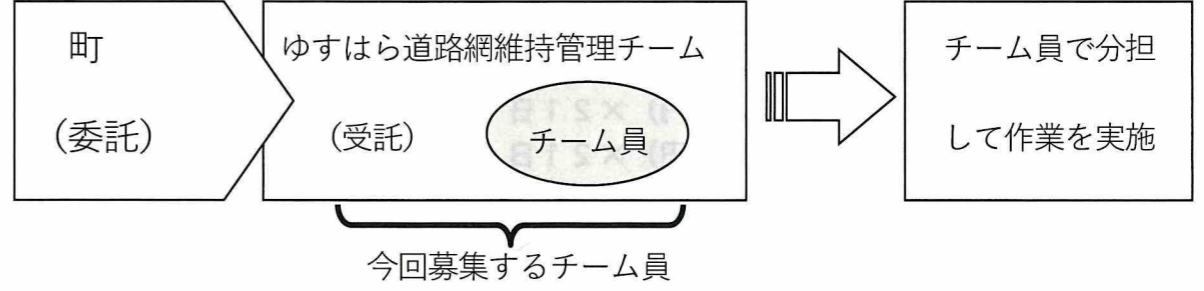 町
(委託)
ゆすはら道路網維持管理チーム
(受託)
チーム員
チーム員で分担
して作業を実施
今回募集するチーム員